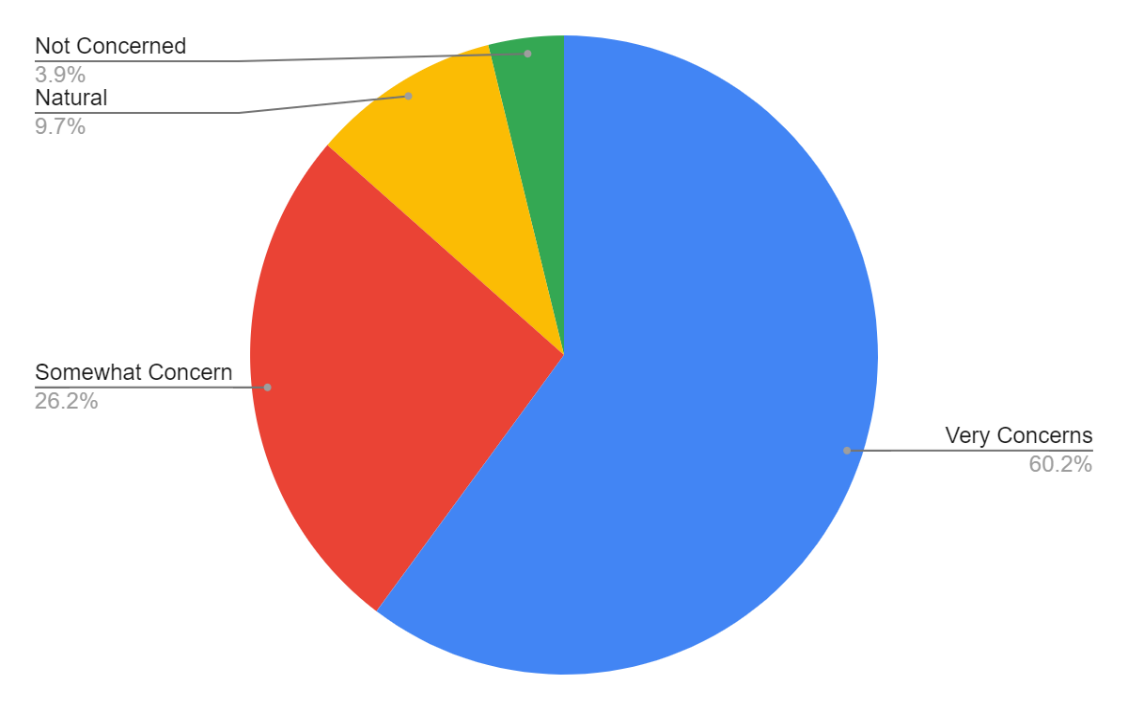 Not Concerned
3.9%
Natural
9.7%
Somewhat Concern
26.2%
Very Concerns
60.2%